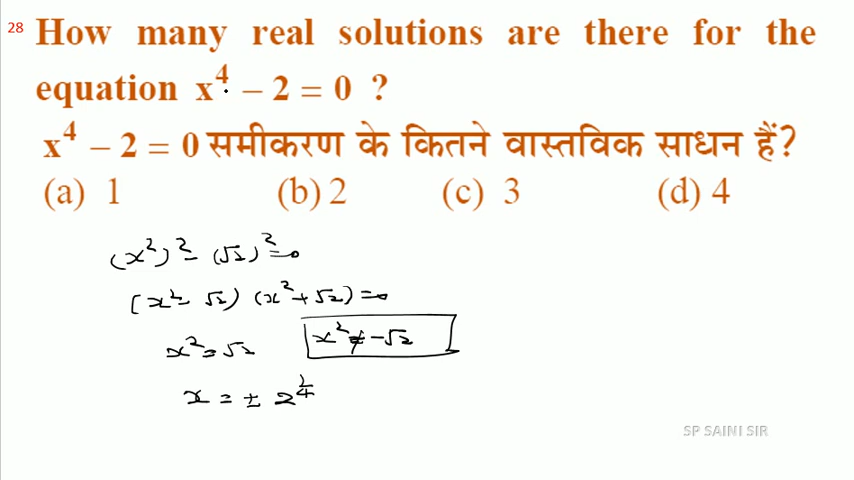 28 How many real solutions are there for the
equation x⁴ – 2 = 0 ?
x⁴ – 2 = 0 समीकरण के कितने वास्तविक साधन हैं?
(a) 1 (b) 2 (c) 3 (d) 4
(x²)² – (√2)² = 0
(x² – √2) (x² + √2) = 0
x² = √2 x² ≠ –√2
x = ± 2^¼
SP SAINI SIR